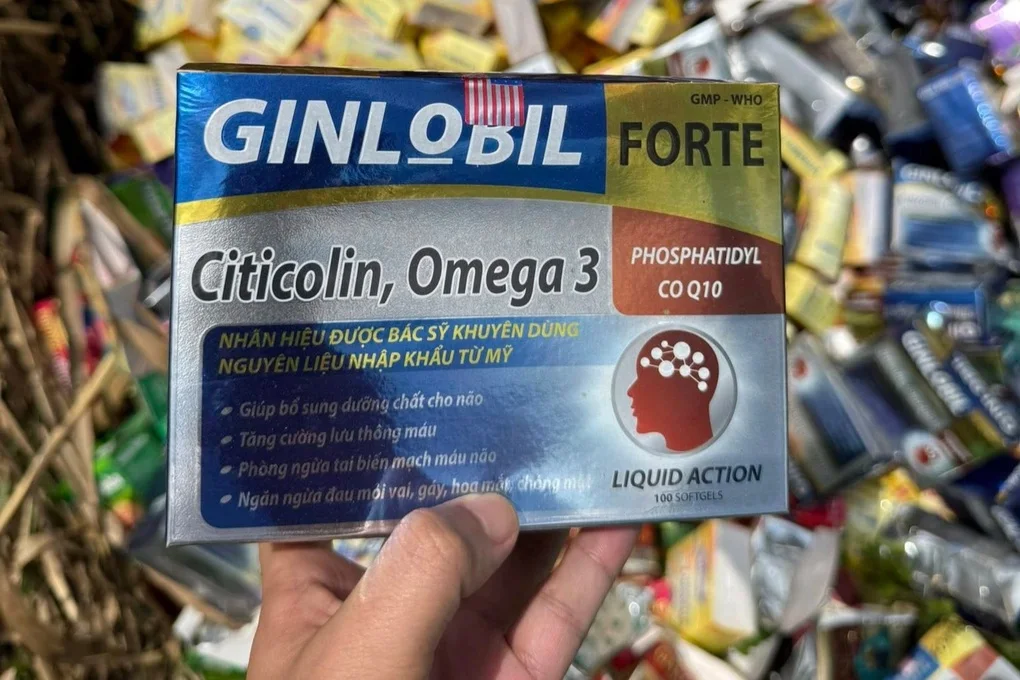 GMP - WHO
GINLOBIL FORTE
Citicolin, Omega 3
PHOSPHATIDYL
CO Q10
NHÃN HIỆU ĐƯỢC BÁC SỸ KHUYÊN DÙNG
NGUYÊN LIỆU NHẬP KHẨU TỪ MỸ
• Giúp bổ sung dưỡng chất cho não
• Tăng cường lưu thông máu
• Phòng ngừa tai biến mạch máu não
• Ngăn ngừa đau mỏi vai, gáy, hoa mắt, chóng mặt
LIQUID ACTION
100 SOFTGELS
GINLOBIL